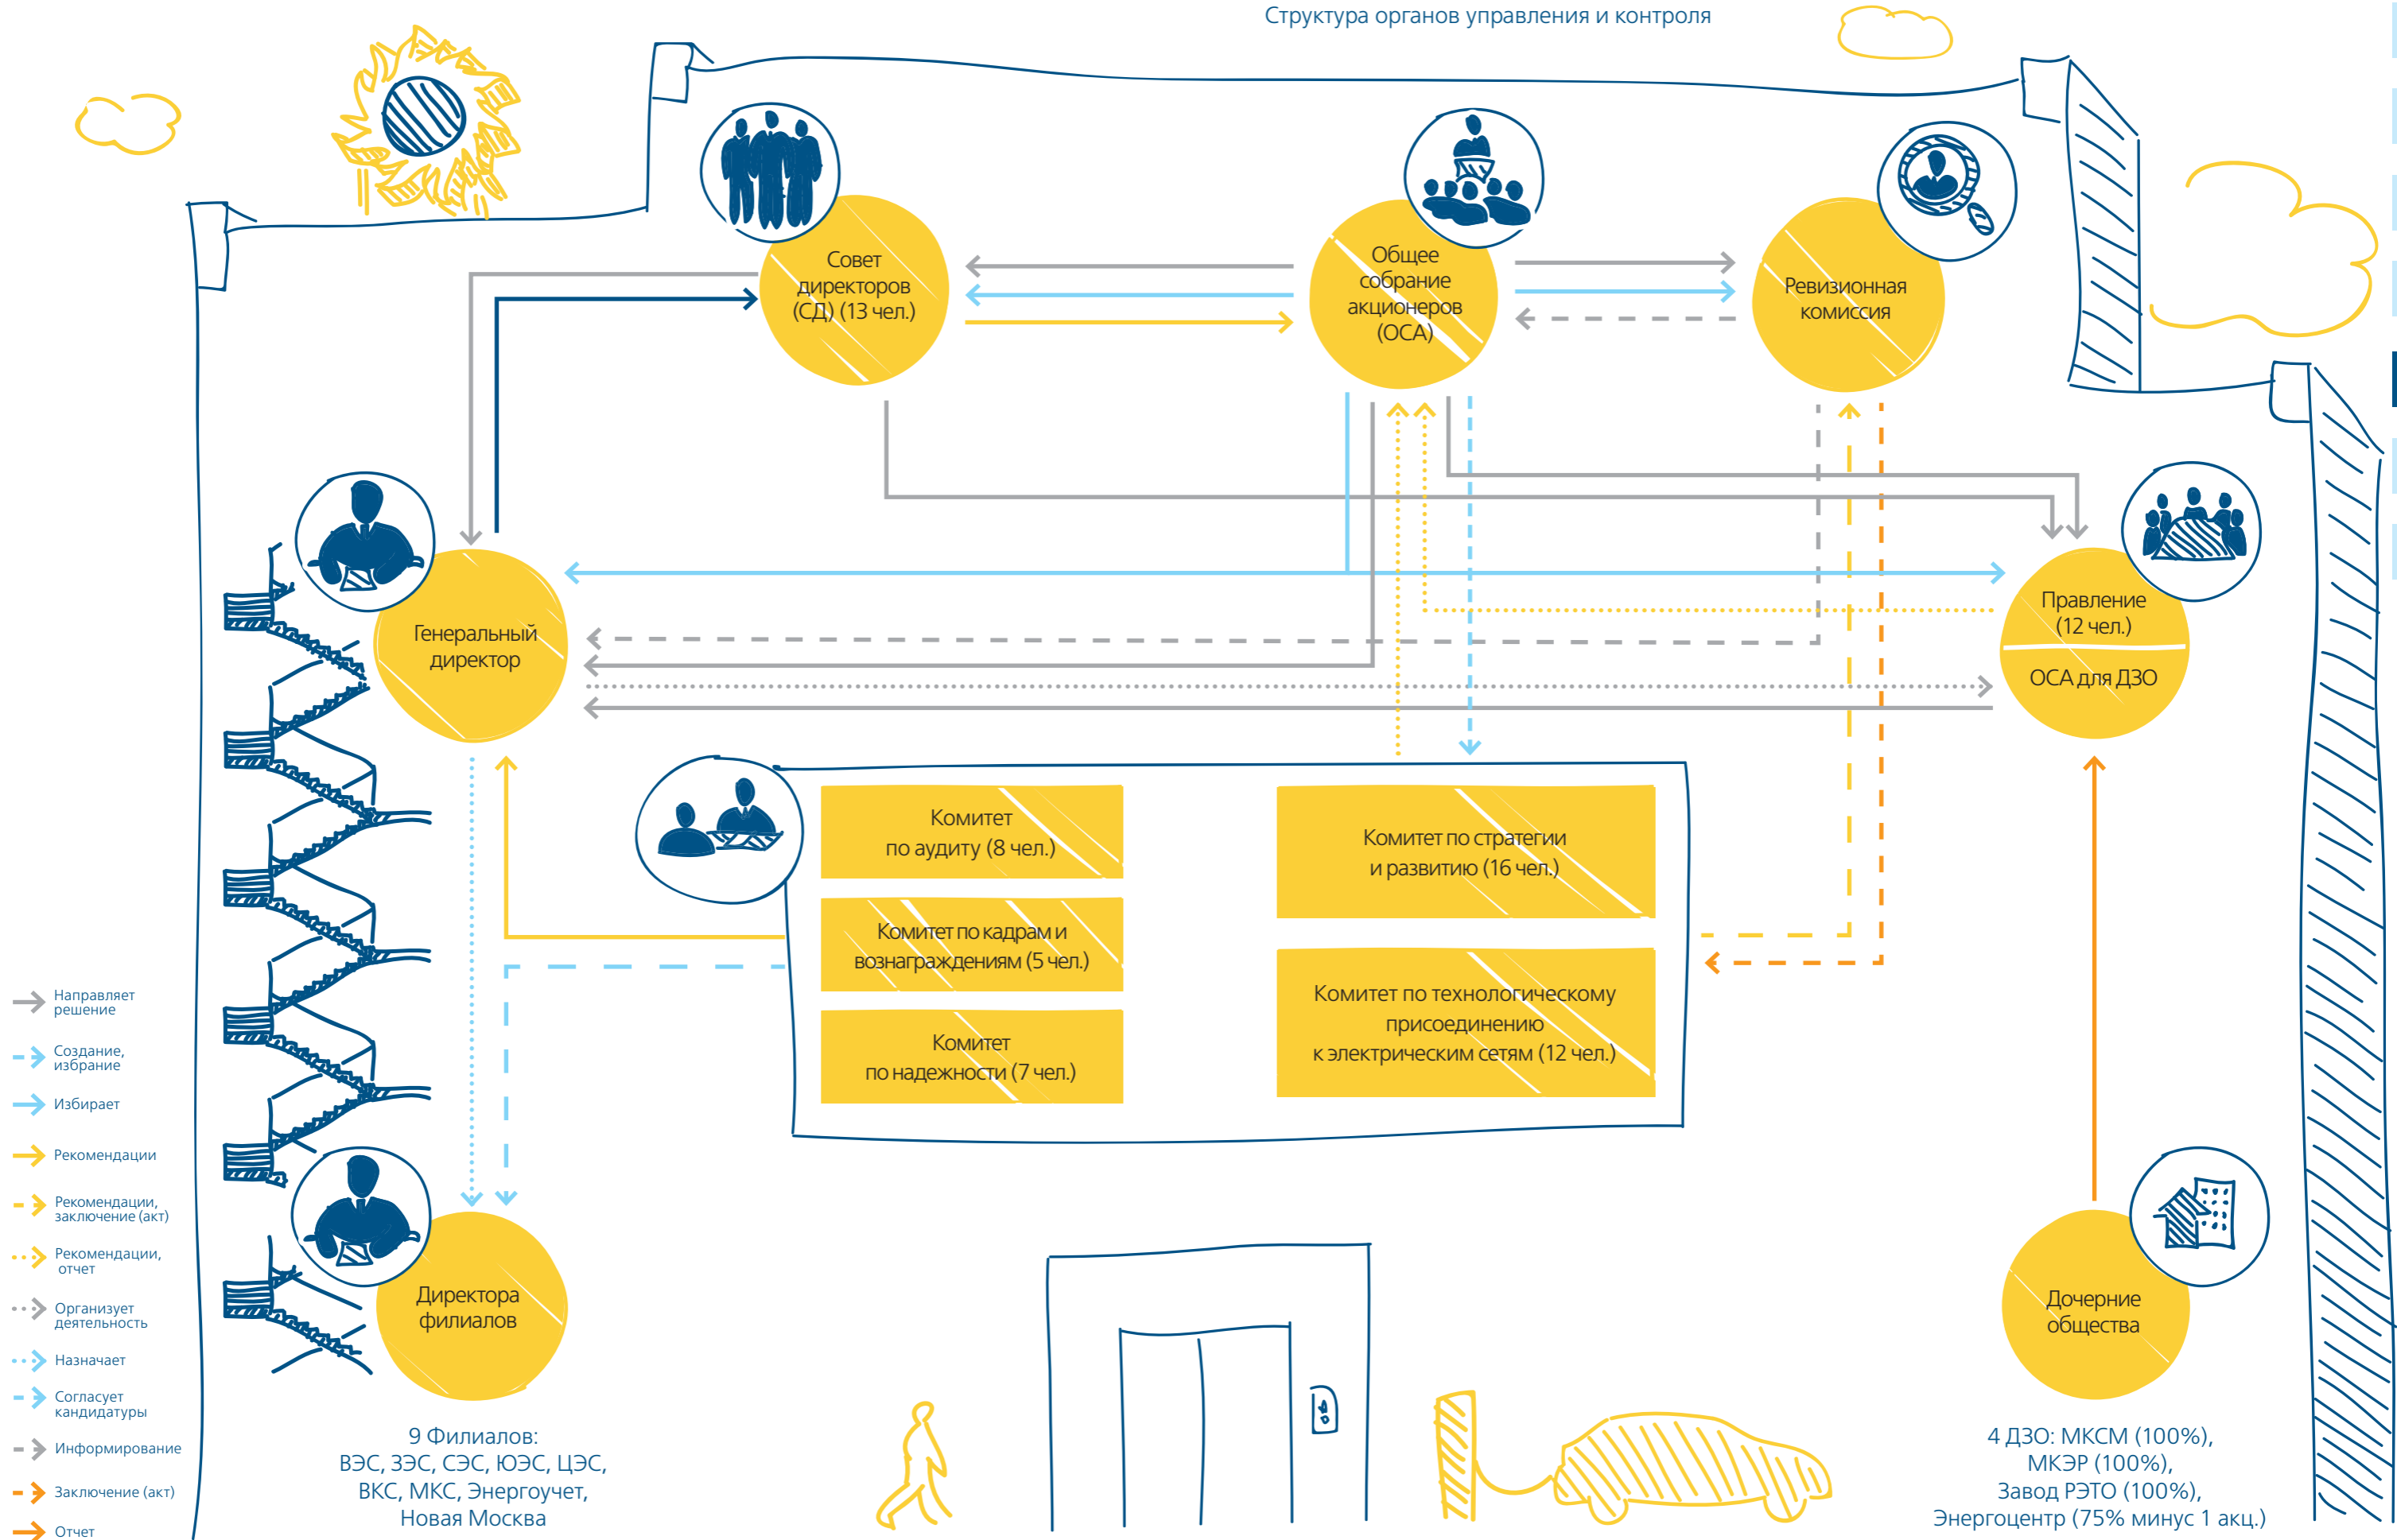 Структура органов управления и контроля
Совет
директоров
(СД) (13 чел.)
Общее
собрание
акционеров
(ОСА)
Ревизионная
комиссия
Генеральный
директор
Правление
(12 чел.)
ОСА для ДЗО
Комитет
по аудиту (8 чел.)
Комитет по кадрам и
вознаграждениям (5 чел.)
Комитет
по надежности (7 чел.)
Комитет по стратегии
и развитию (16 чел.)
Комитет по технологическому
присоединению
к электрическим сетям (12 чел.)
Направляет
решение
Создание,
избрание
Избирает
Рекомендации
Рекомендации,
заключение (акт)
Рекомендации,
отчет
Организует
деятельность
Назначает
Согласует
кандидатуры
Информирование
Заключение (акт)
Отчет
Директора
филиалов
9 Филиалов:
ВЭС, ЗЭС, СЭС, ЮЭС, ЦЭС,
ВКС, МКС, Энергоучет,
Новая Москва
Дочерние
общества
4 ДЗО: МКСМ (100%),
МКЭР (100%),
Завод РЭТО (100%),
Энергоцентр (75% минус 1 акц.)